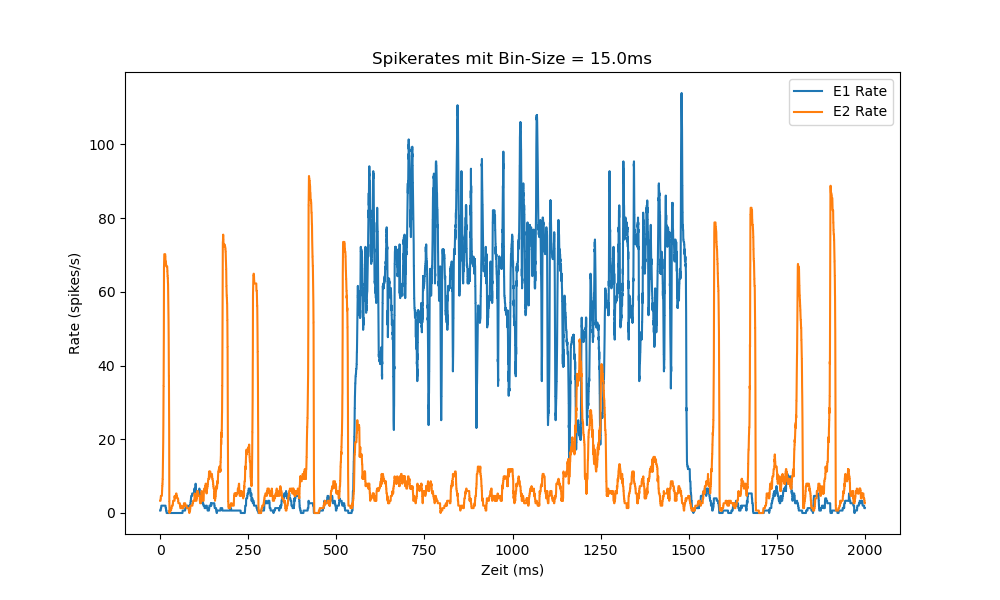 Spikerates mit Bin-Size = 15.0ms
E1 Rate
E2 Rate
100
80
60
40
20
0
Rate (spikes/s)
0 250 500 750 1000 1250 1500 1750 2000
Zeit (ms)